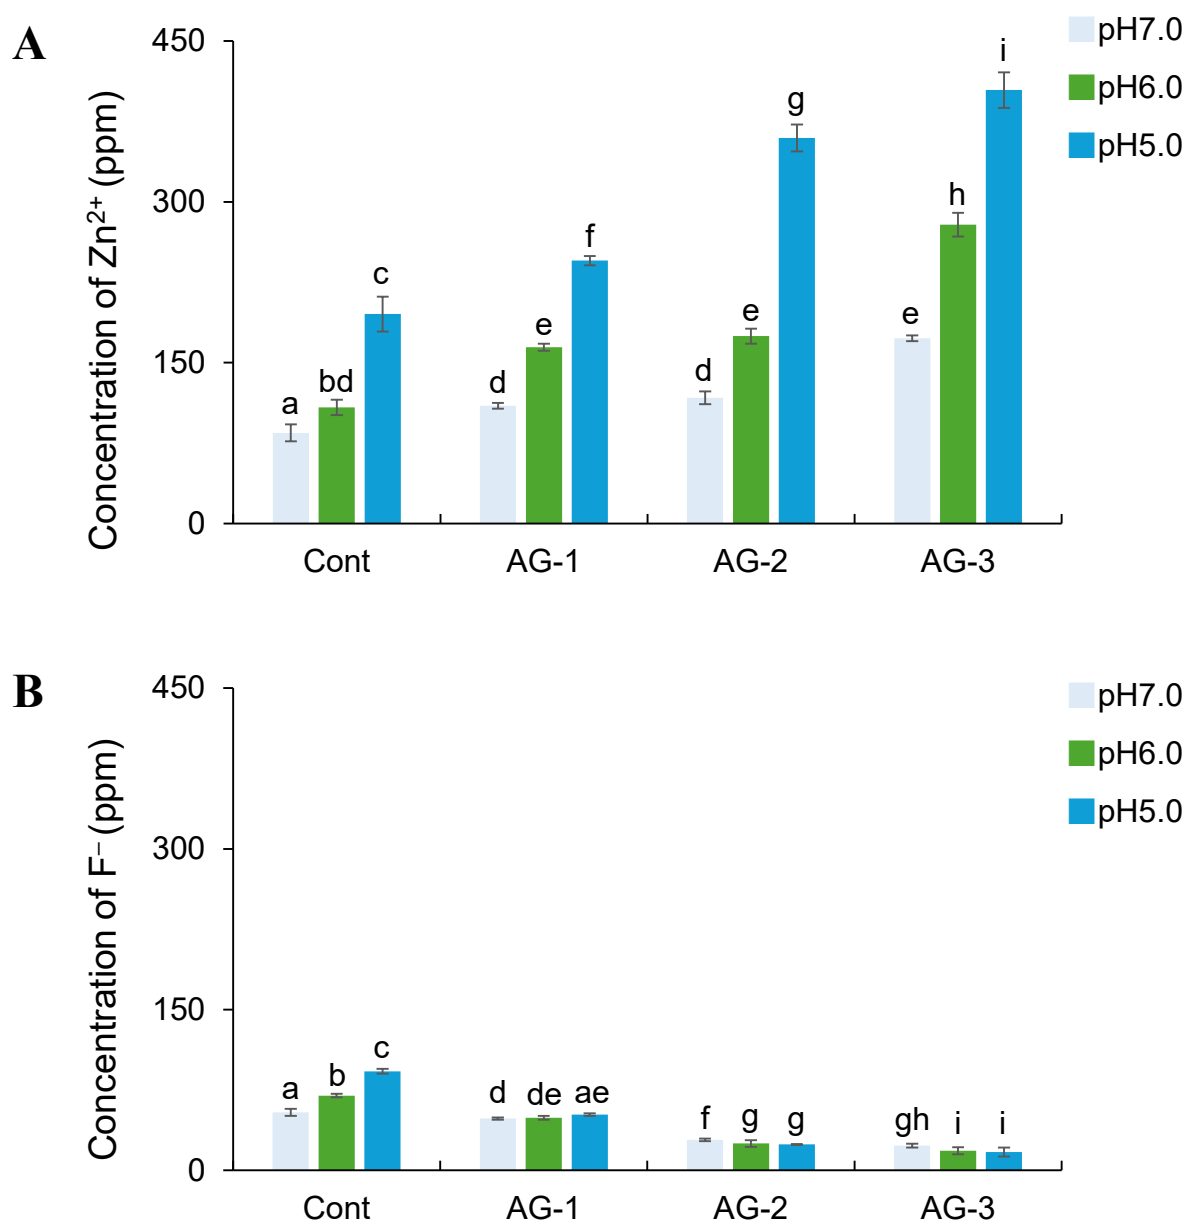 A
Concentration of Zn²⁺ (ppm)
450
300
150
0
a
bd
c
d
e
f
d
e
g
e
h
i
Cont
AG-1
AG-2
AG-3
pH7.0
pH6.0
pH5.0
B
Concentration of F⁻ (ppm)
450
300
150
0
a
b
c
d
de
ae
f
g
g
gh
i
i
Cont
AG-1
AG-2
AG-3
pH7.0
pH6.0
pH5.0